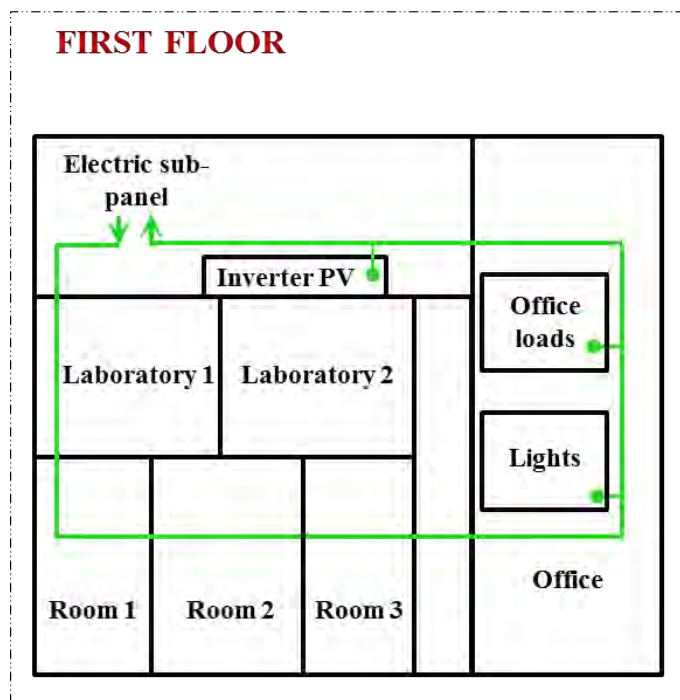 FIRST FLOOR
Electric sub-
panel
Inverter PV
Office
loads
Laboratory 1
Laboratory 2
Lights
Office
Room 1
Room 2
Room 3